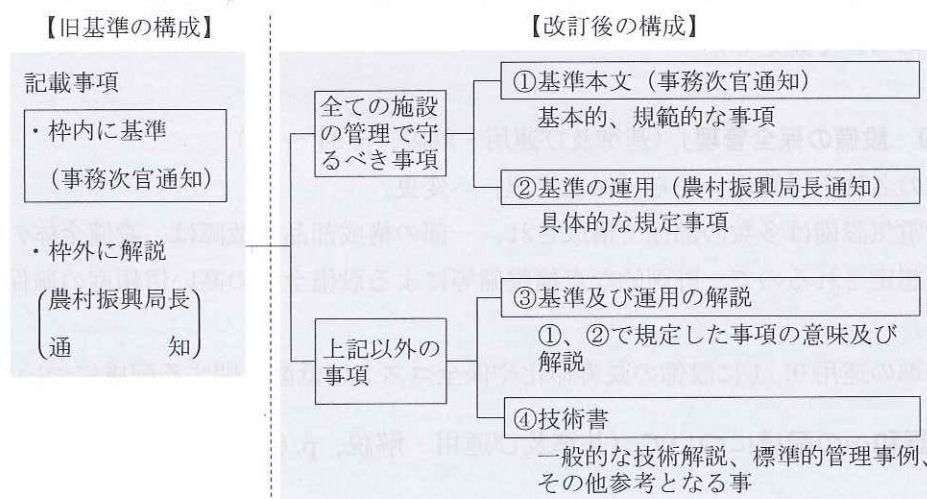 【旧基準の構成】
記載事項
・枠内に基準
(事務次官通知)
・枠外に解説
(農村振興局長
通 知)
【改訂後の構成】
全ての施設
の管理で守
るべき事項
①基準本文(事務次官通知)
基本的、規範的な事項
②基準の運用(農村振興局長通知)
具体的な規定事項
上記以外の
事項
③基準及び運用の解説
①、②で規定した事項の意味及び
解説
④技術書
一般的な技術解説、標準的管理事例、
その他参考となる事